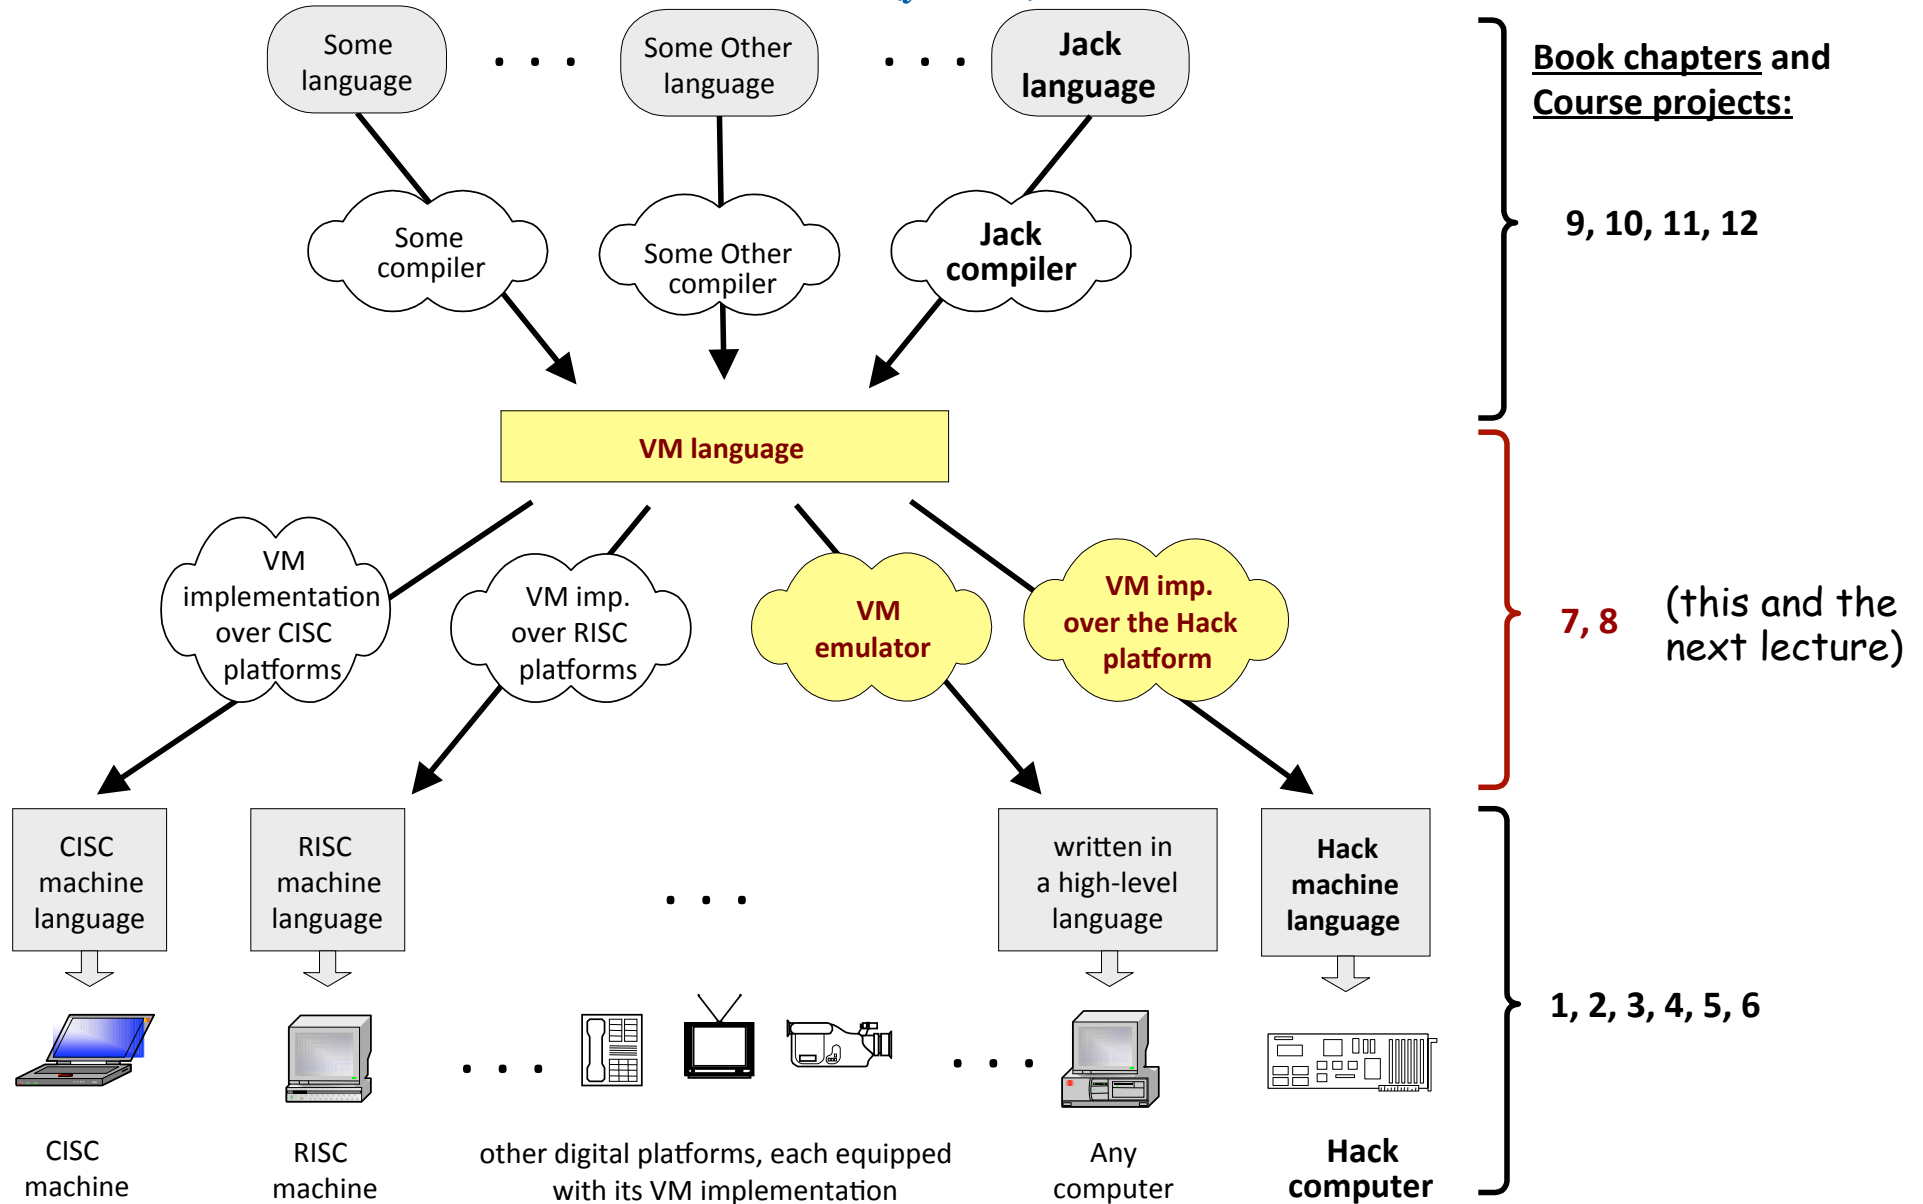 Some
language
. . .
Some Other
language
. . .
Jack
language
Book chapters and
Course projects:
Some
compiler
Some Other
compiler
Jack
compiler
9, 10, 11, 12
VM language
VM
implementation
over CISC
platforms
VM imp.
over RISC
platforms
VM
emulator
VM imp.
over the Hack
platform
7, 8
(this and the
next lecture)
CISC
machine
language
RISC
machine
language
. . .
written in
a high-level
language
Hack
machine
language
. . .
. . .
1, 2, 3, 4, 5, 6
CISC
machine
RISC
machine
other digital platforms, each equipped
with its VM implementation
Any
computer
Hack
computer